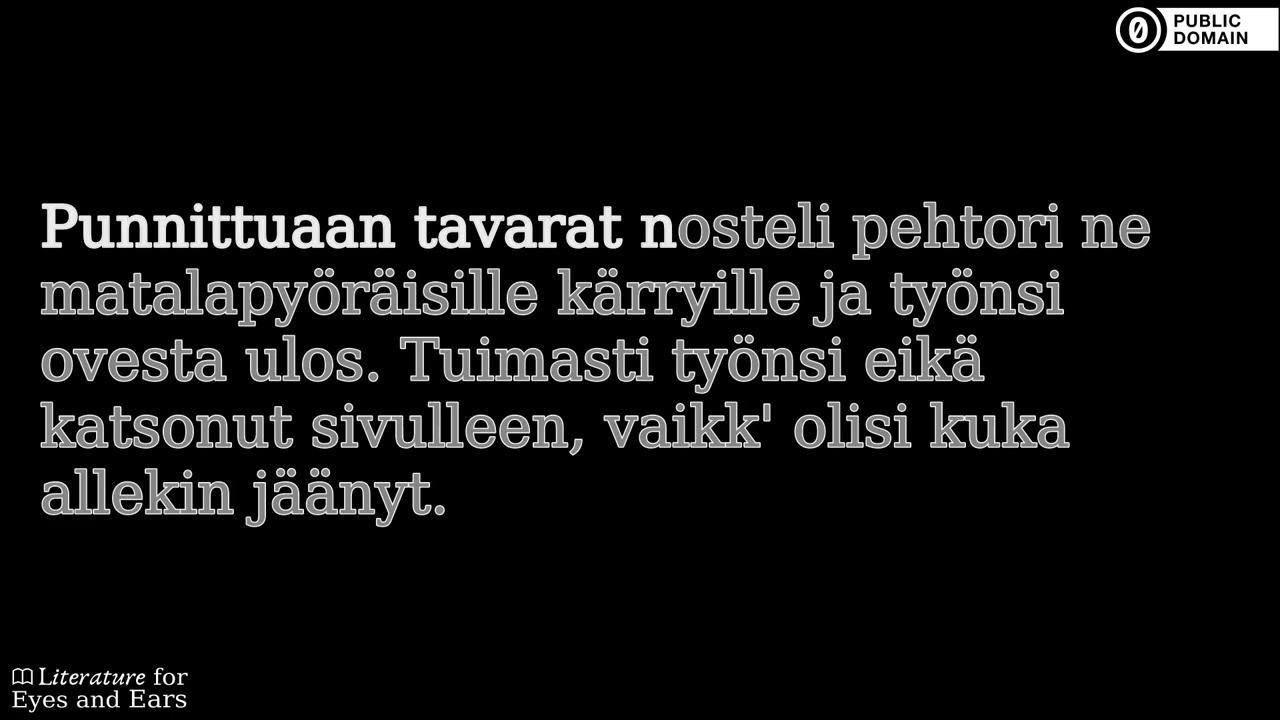 PUBLIC
DOMAIN
Punnittuaan tavarat nosteli pehtori ne
matalapyöräisille kärryille ja työnsi
ovesta ulos. Tuimasti työnsi eikä
katsonut sivulleen, vaikk' olisi kuka
allekin jäänyt.
Literature for
Eyes and Ears